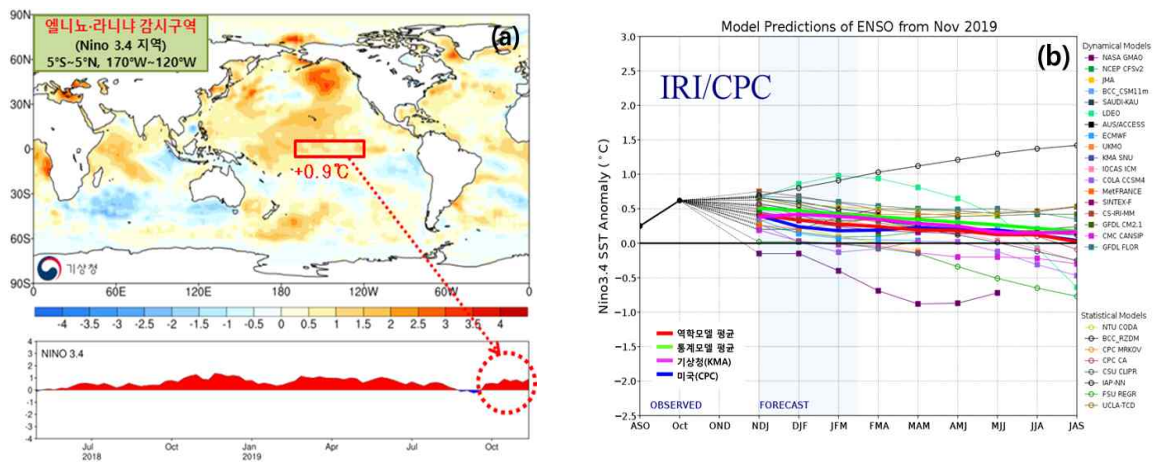 엘니뇨·라니냐 감시구역
(Nino 3.4 지역)
5°S~5°N, 170°W~120°W
(a)
90N
60N
30N
0
30S
60S
90S
+0.9℃
기상청
0 60E 120E 180 120W 60W 0
-4 -3.5 -3 -2.5 -2 -1.5 -1 -0.5 0 0.5 1 1.5 2 2.5 3 3.5 4
NINO 3.4
4
3
2
1
0
-1
-2
-3
-4
Jul Oct Jan Apr Jul Oct
2018 2019
Model Predictions of ENSO from Nov 2019
(b)
IRI/CPC
Nino3.4 SST Anomaly (°C)
3.0
2.5
2.0
1.5
1.0
0.5
0.0
−0.5
−1.0
−1.5
−2.0
−2.5
역학모델 평균
통계모델 평균
기상청(KMA)
미국(CPC)
OBSERVED FORECAST
ASO Oct OND NDJ DJF JFM FMA MAM AMJ MJJ JJA JAS
Dynamical Models
NASA GMAO
NCEP CFSv2
JMA
BCC_CSM11m
SAUDI-KAU
LDEO
AUS/ACCESS
ECMWF
UKMO
KMA SNU
IOCAS ICM
COLA CCSM4
MetFRANCE
SINTEX-F
CS-IRI-MM
GFDL CM2.1
CMC CANSIP
GFDL FLOR
Statistical Models
NTU CODA
BCC_RZDM
CPC MRKOV
CPC CA
CSU CLIPR
IAP-NN
FSU REGR
UCLA-TCD